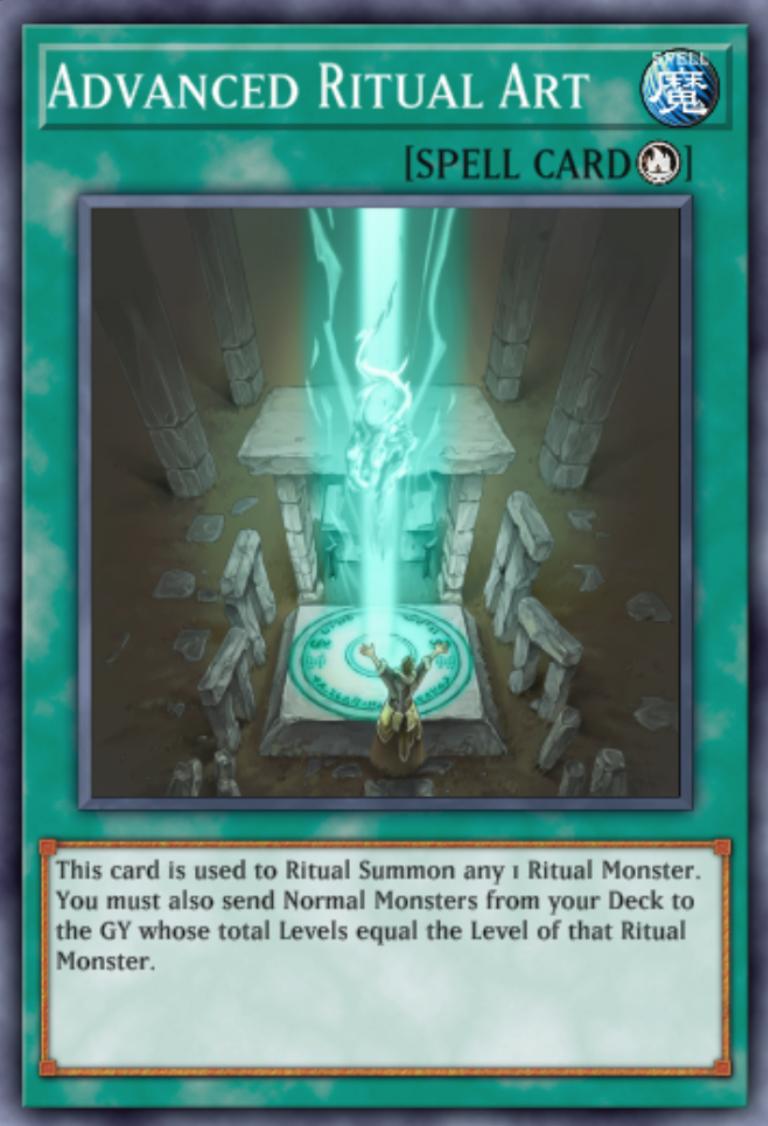 ADVANCED RITUAL ART
SPELL
魔
[SPELL CARD]
This card is used to Ritual Summon any 1 Ritual Monster.
You must also send Normal Monsters from your Deck to
the GY whose total Levels equal the Level of that Ritual
Monster.